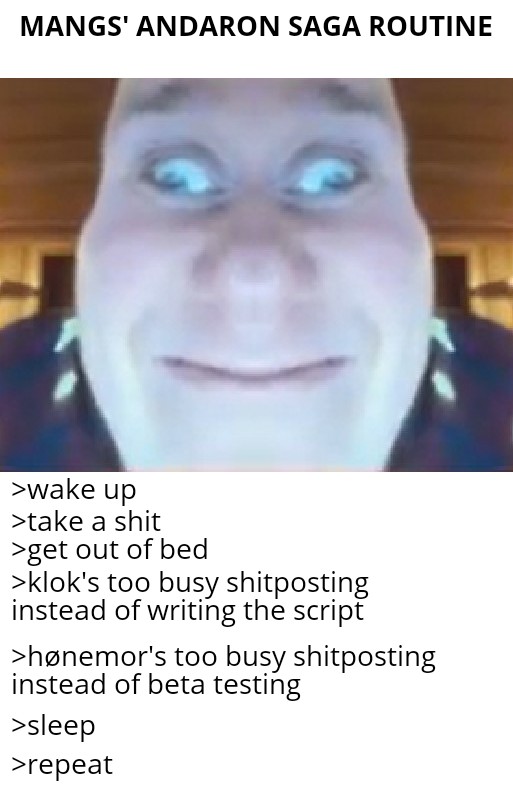 MANGS' ANDARON SAGA ROUTINE
>wake up
>take a shit
>get out of bed
>klok's too busy shitposting
instead of writing the script
>hønemor's too busy shitposting
instead of beta testing
>sleep
>repeat